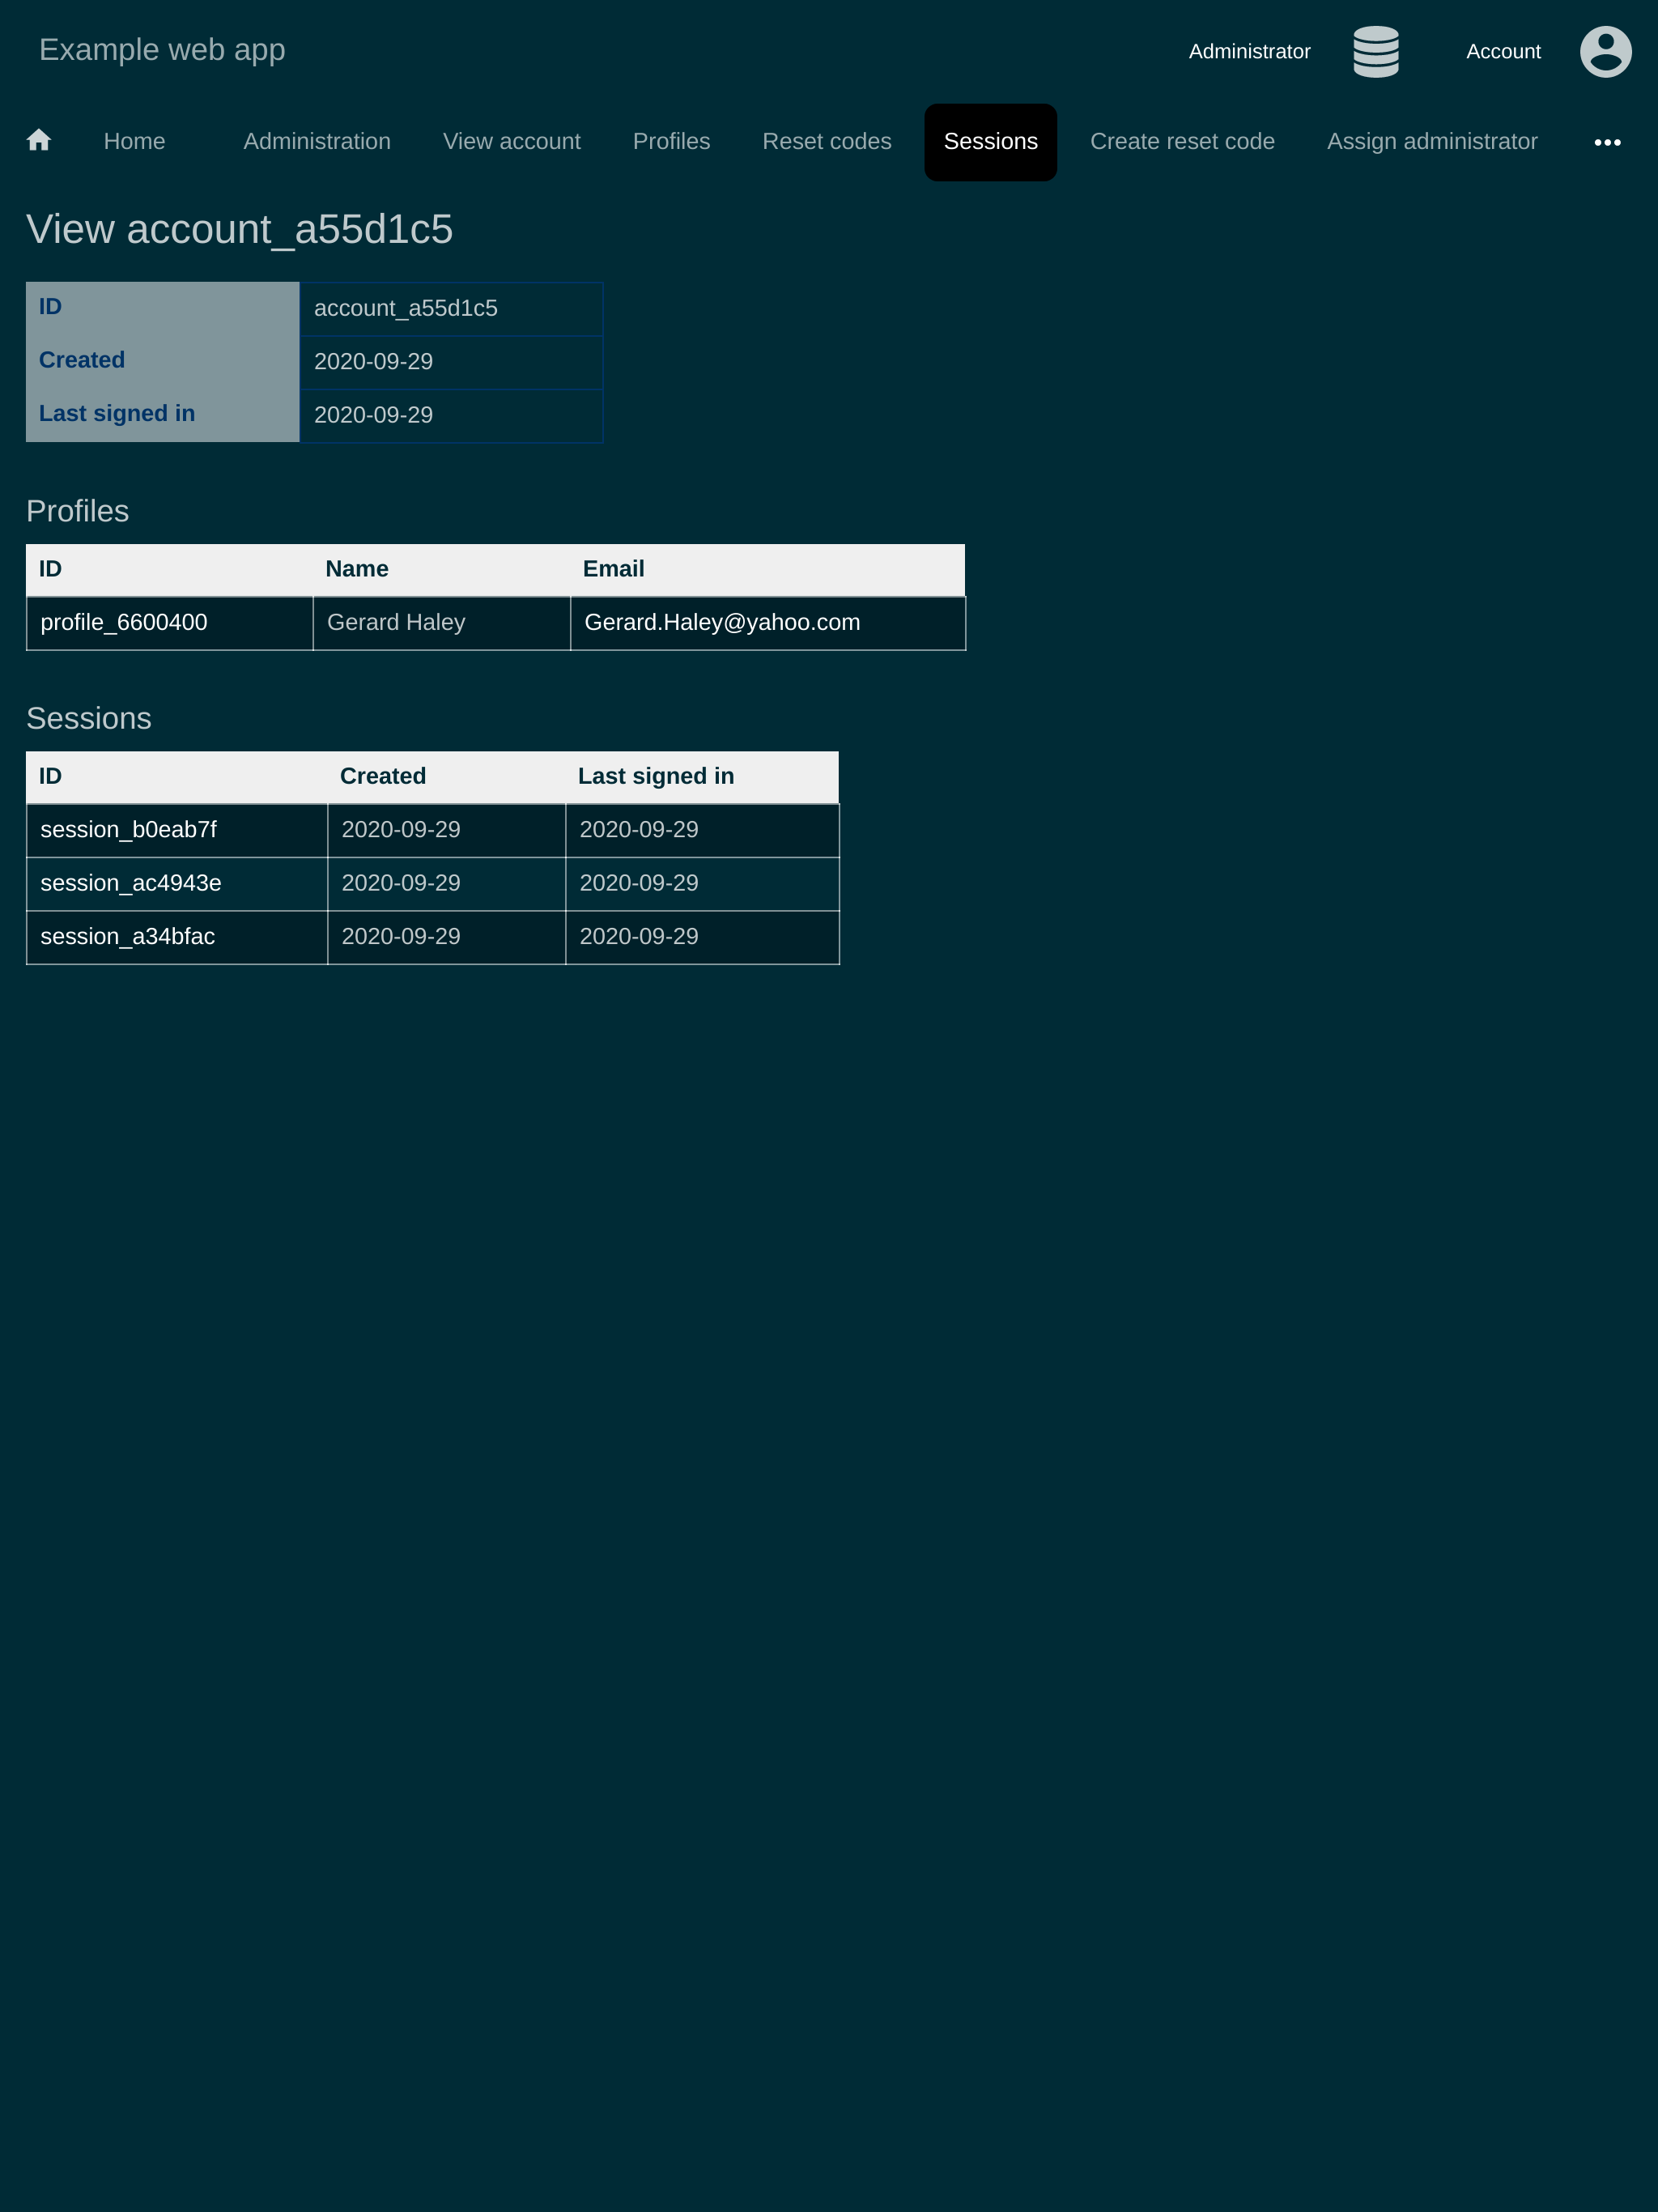 Example web app
Administrator
Account
Home Administration View account Profiles Reset codes Sessions Create reset code Assign administrator
View account_a55d1c5
ID account_a55d1c5
Created 2020-09-29
Last signed in 2020-09-29
Profiles
ID Name Email
profile_6600400 Gerard Haley Gerard.Haley@yahoo.com
Sessions
ID Created Last signed in
session_b0eab7f 2020-09-29 2020-09-29
session_ac4943e 2020-09-29 2020-09-29
session_a34bfac 2020-09-29 2020-09-29